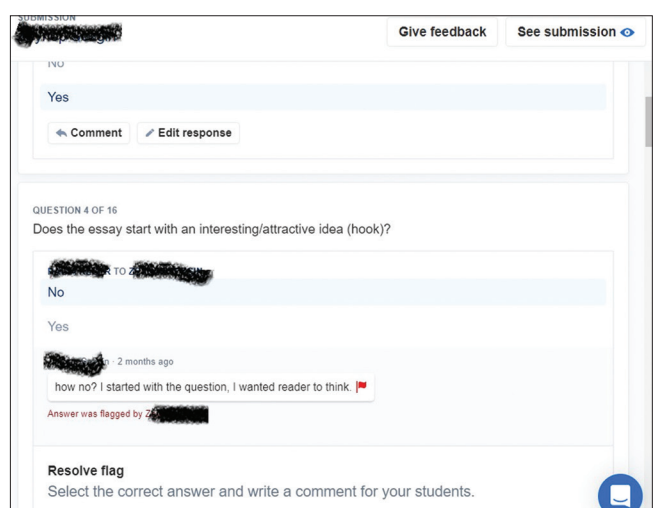 SUBMISSION
Give feedback
See submission
No
Yes
Comment
Edit response
QUESTION 4 OF 16
Does the essay start with an interesting/attractive idea (hook)?
TO
No
Yes
· 2 months ago
how no? I started with the question, I wanted reader to think.
Answer was flagged by
Resolve flag
Select the correct answer and write a comment for your students.